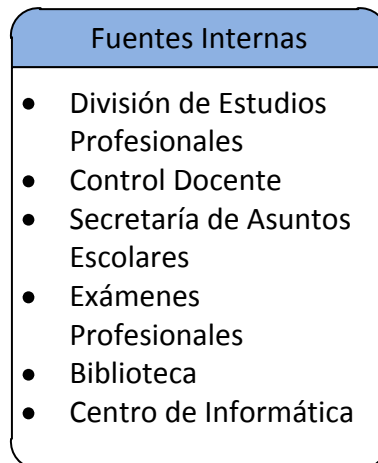 Fuentes Internas
• División de Estudios
Profesionales
• Control Docente
• Secretaría de Asuntos
Escolares
• Exámenes
Profesionales
• Biblioteca
• Centro de Informática